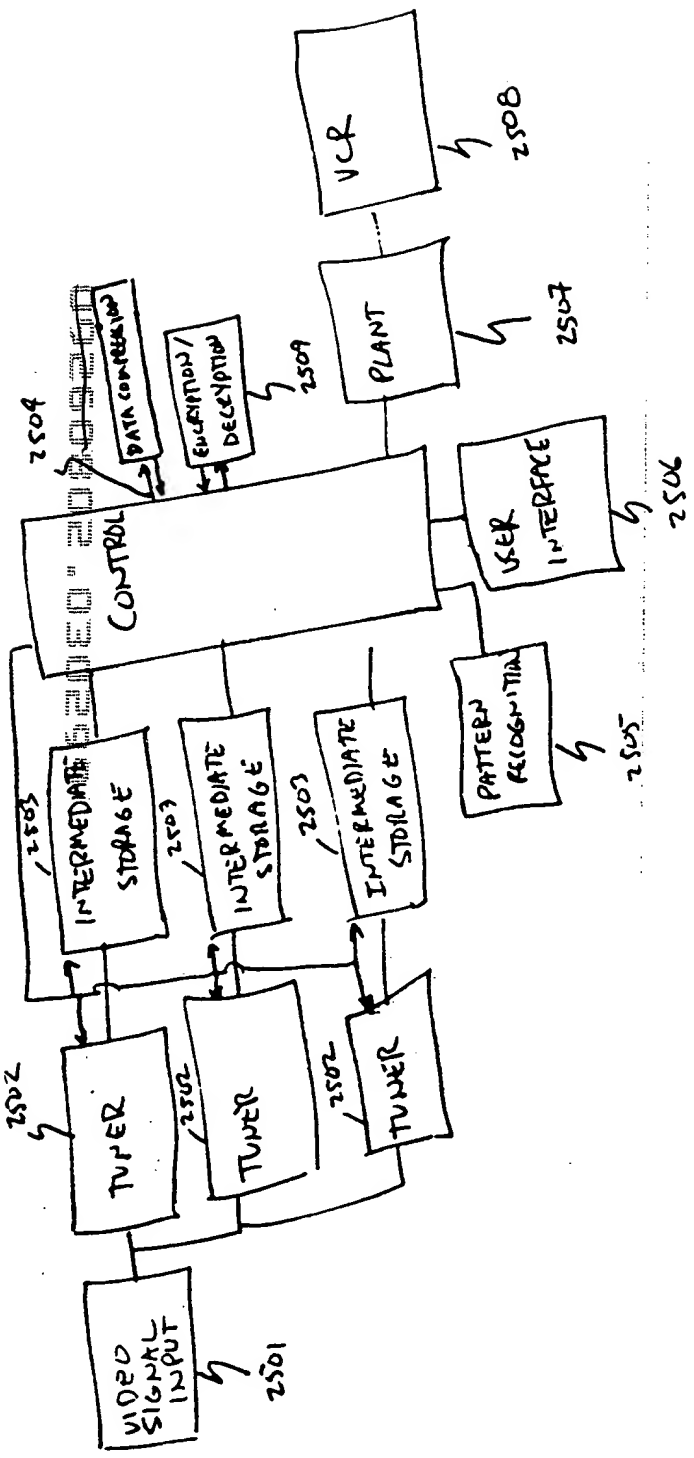 VIDEO
SIGNAL
INPUT
2501
2502
TUNER
2502
TUNER
2502
TUNER
2503
INTERMEDIATE
STORAGE
2503
INTERMEDIATE
STORAGE
2503
INTERMEDIATE
STORAGE
CONTROL
2504
DATA COMPRESSION
ENCRYPTION/
DECRYPTION
2509
PATTERN
RECOGNITION
2505
USER
INTERFACE
2506
PLANT
2507
VCR
2508